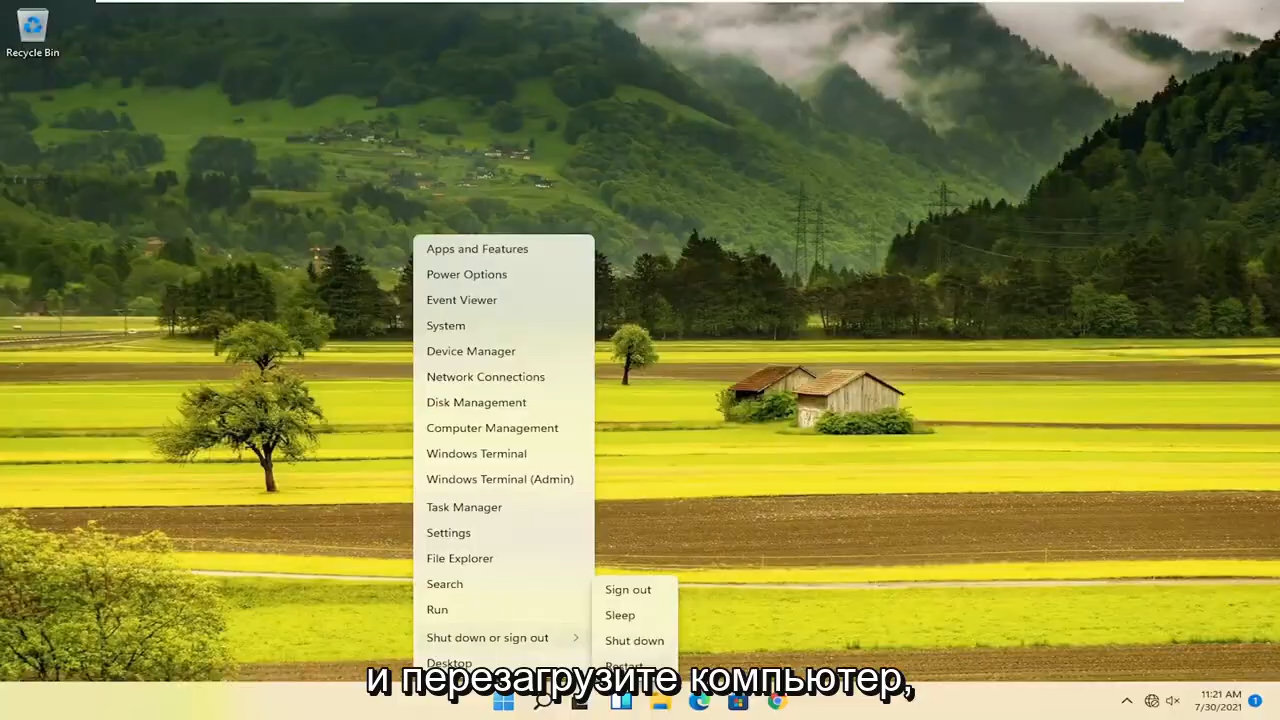 Recycle Bin
Apps and Features
Power Options
Event Viewer
System
Device Manager
Network Connections
Disk Management
Computer Management
Windows Terminal
Windows Terminal (Admin)
Task Manager
Settings
File Explorer
Search
Run
Shut down or sign out
Desktop
Sign out
Sleep
Shut down
Restart
и перезагрузите компьютер,
11:21 AM
7/30/2021
1